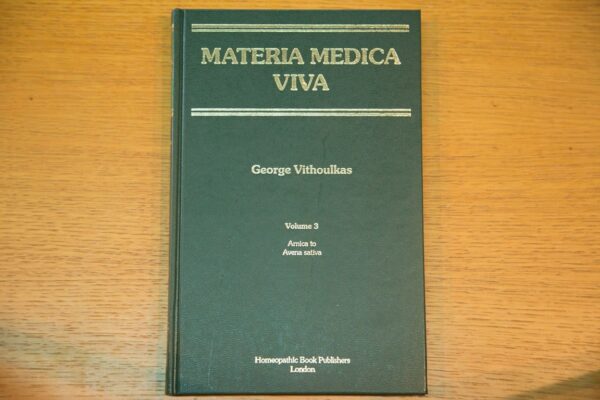 MATERIA MEDICA
VIVA
George Vithoulkas
Volume 3
Arnica to
Avena sativa
Homeopathic Book Publishers
London